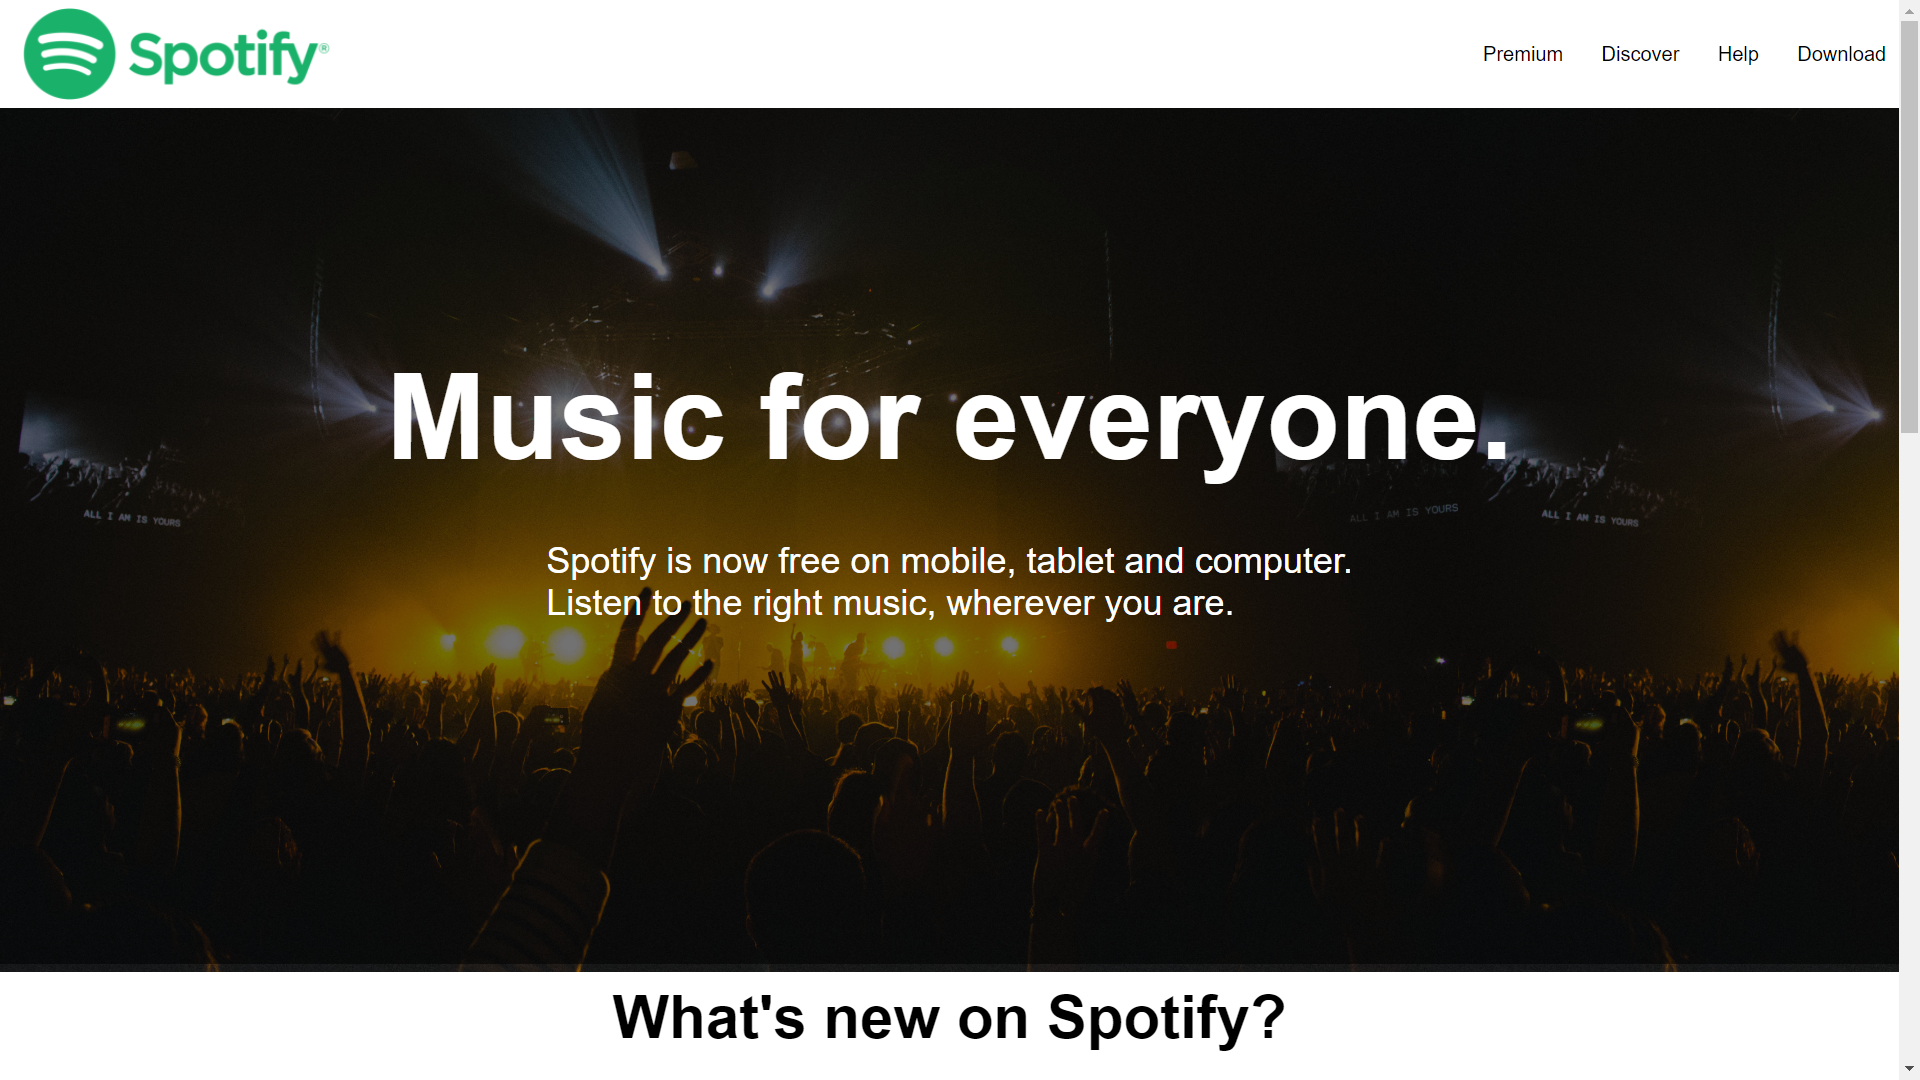 Spotify®
Premium
Discover
Help
Download
Music for everyone.
ALL I AM IS YOURS
ALL I AM IS YOURS
ALL I AM IS YOURS
Spotify is now free on mobile, tablet and computer.
Listen to the right music, wherever you are.
What's new on Spotify?